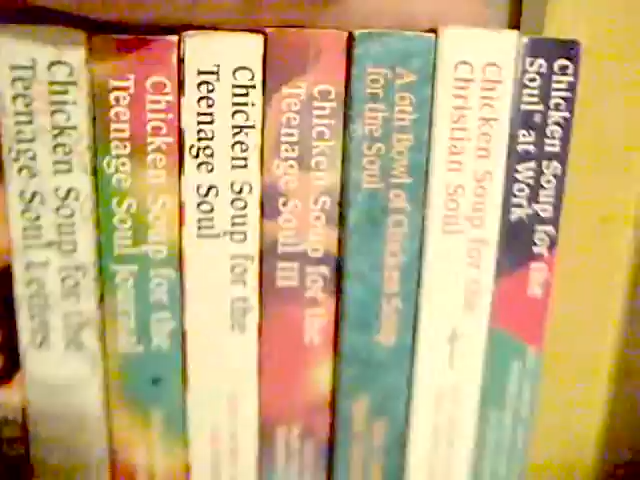 Chicken Soup for the
Teenage Soul Letters
Chicken Soup for the
Teenage Soul Journal
Chicken Soup for the
Teenage Soul
Chicken Soup for the
Teenage Soul III
A 6th Bowl of Chicken Soup
for the Soul
Chicken Soup for the
Christian Soul
Chicken Soup for the
Soul® at Work